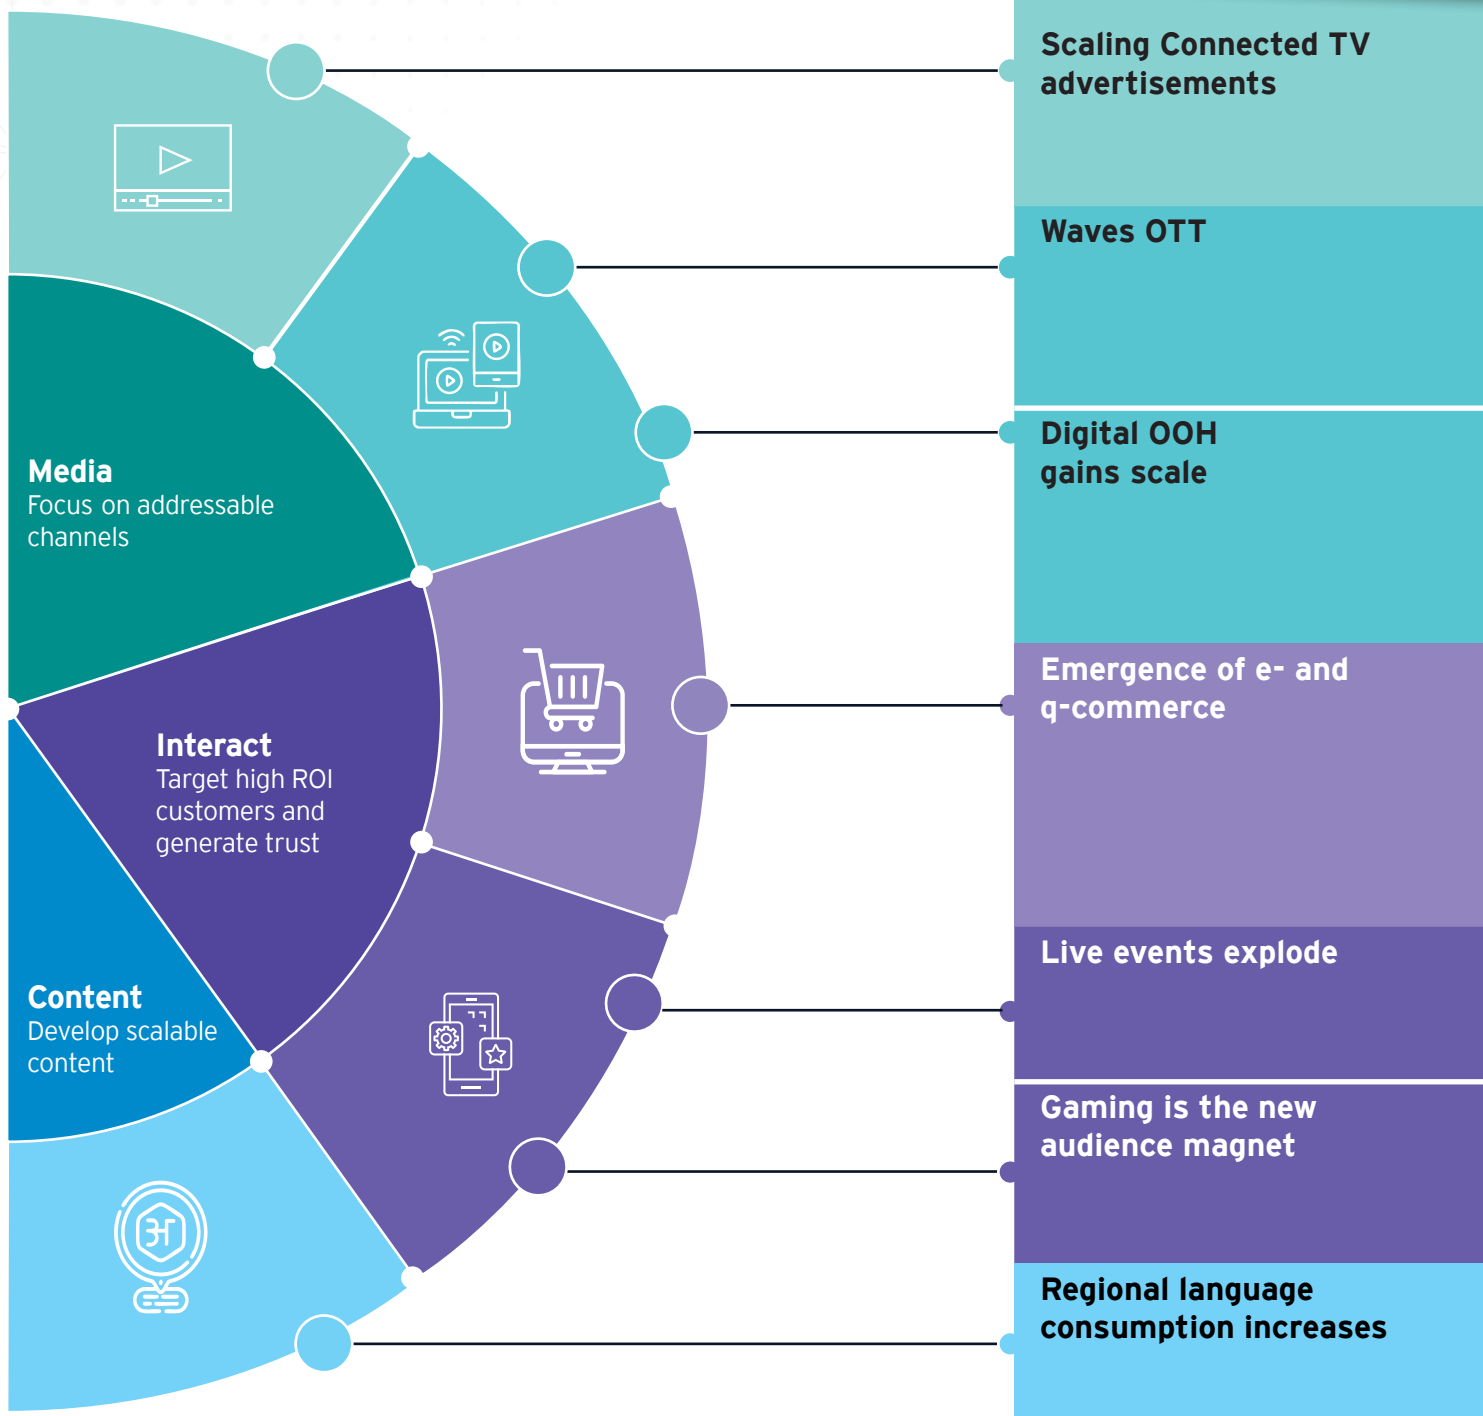 Scaling Connected TV
advertisements
Waves OTT
Digital OOH
gains scale
Emergence of e- and
q-commerce
Live events explode
Gaming is the new
audience magnet
Regional language
consumption increases
Media
Focus on addressable
channels
Interact
Target high ROI
customers and
generate trust
Content
Develop scalable
content
अ